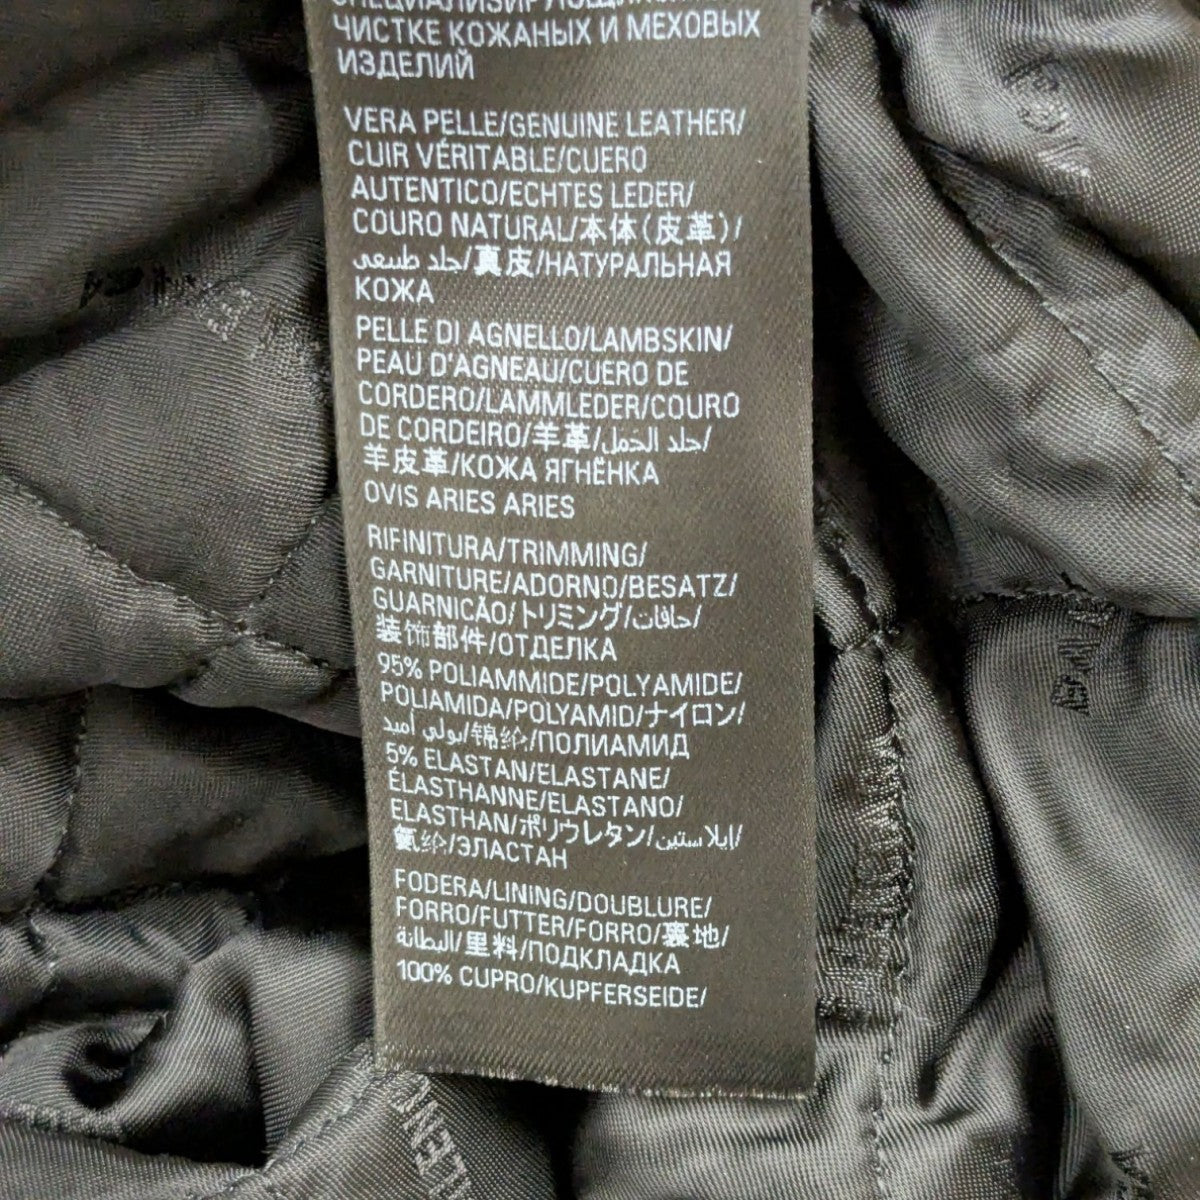 ЧИСТКЕ КОЖАНЫХ И МЕХОВЫХ
ИЗДЕЛИЙ
VERA PELLE/GENUINE LEATHER/
CUIR VÉRITABLE/CUERO
AUTENTICO/ECHTES LEDER/
COURO NATURAL/本体(皮革)/
جلد طبيعي/真皮/НАТУРАЛЬНАЯ
КОЖА
PELLE DI AGNELLO/LAMBSKIN/
PEAU D'AGNEAU/CUERO DE
CORDERO/LAMMLEDER/COURO
DE CORDEIRO/羊革/جلد الحَمَل/
羊皮革/КОЖА ЯГНЁНКА
OVIS ARIES ARIES
RIFINITURA/TRIMMING/
GARNITURE/ADORNO/BESATZ/
GUARNICÃO/トリミング/حافات/
装饰部件/ОТДЕЛКА
95% POLIAMMIDE/POLYAMIDE/
POLIAMIDA/POLYAMID/ナイロン/
بولي أميد/锦纶/ПОЛИАМИД
5% ELASTAN/ELASTANE/
ÉLASTHANNE/ELASTANO/
ELASTHAN/ポリウレタン/إيلاستين/
氨纶/ЭЛАСТАН
FODERA/LINING/DOUBLURE/
FORRO/FUTTER/FORRO/裏地/
البطانة/里料/ПОДКЛАДКА
100% CUPRO/KUPFERSEIDE/